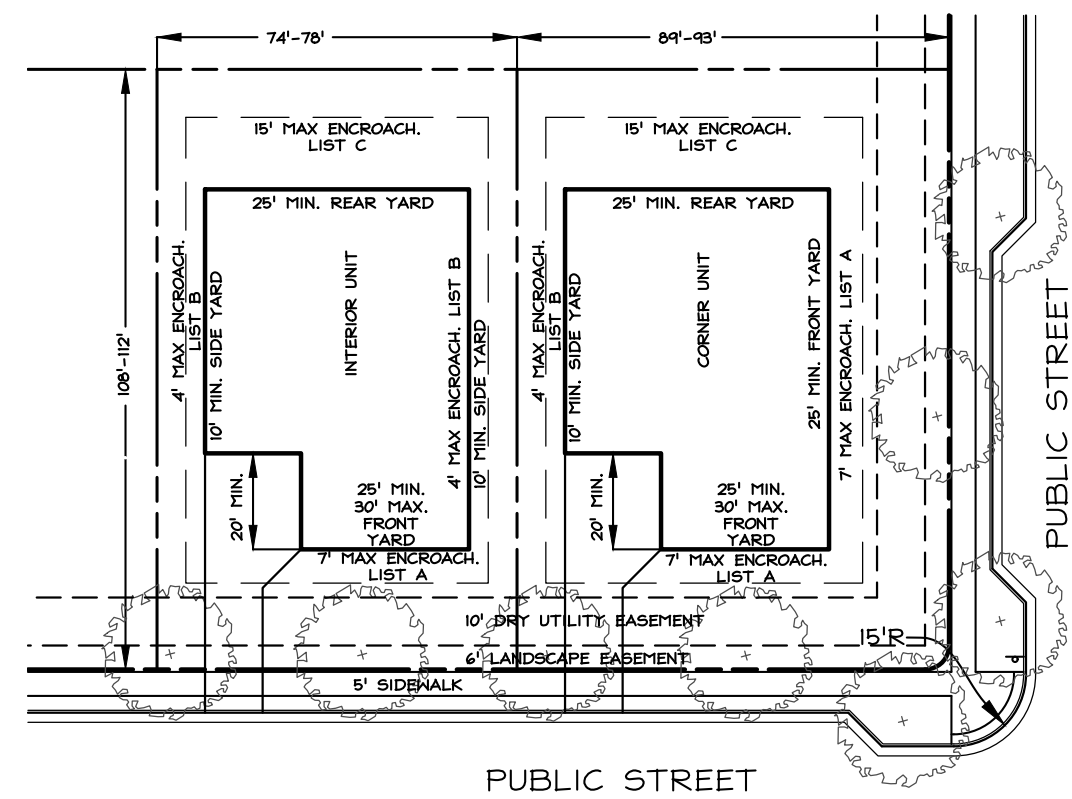 74'-78'
89'-93'
15' MAX ENCROACH.
LIST C
15' MAX ENCROACH.
LIST C
25' MIN. REAR YARD
25' MIN. REAR YARD
108'-112'
4' MAX ENCROACH.
LIST B
10' MIN. SIDE YARD
INTERIOR UNIT
4' MAX ENCROACH. LIST B
10' MIN. SIDE YARD
4' MAX ENCROACH.
LIST B
10' MIN. SIDE YARD
CORNER UNIT
25' MIN. FRONT YARD
7' MAX ENCROACH. LIST A
PUBLIC STREET
20' MIN.
25' MIN.
30' MAX.
FRONT
YARD
20' MIN.
25' MIN.
30' MAX.
FRONT
YARD
7' MAX ENCROACH.
LIST A
7' MAX ENCROACH.
LIST A
10' DRY UTILITY EASEMENT
15'R
6' LANDSCAPE EASEMENT
5' SIDEWALK
PUBLIC STREET